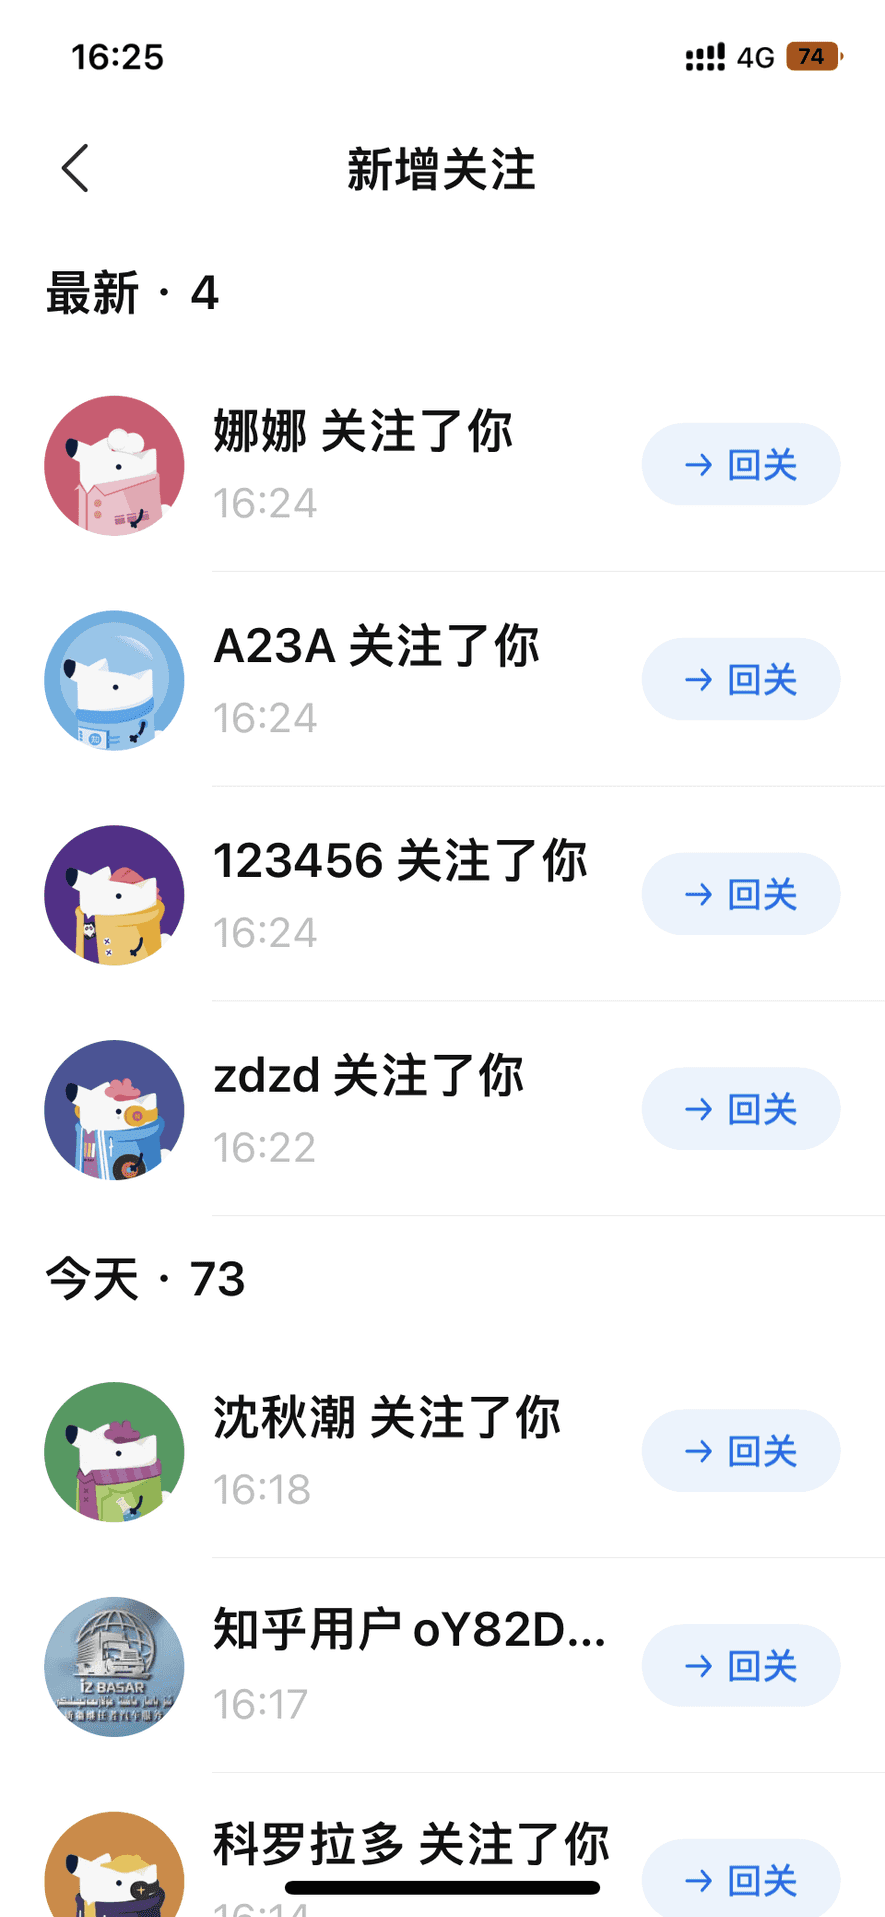 16:25
4G 74
新增关注
最新 · 4
娜娜 关注了你
16:24
→ 回关
A23A 关注了你
16:24
→ 回关
123456 关注了你
16:24
→ 回关
zdzd 关注了你
16:22
→ 回关
今天 · 73
沈秋潮 关注了你
16:18
→ 回关
知乎用户 oY82D...
16:17
→ 回关
İZ BASAR
科罗拉多 关注了你
16:14
→ 回关